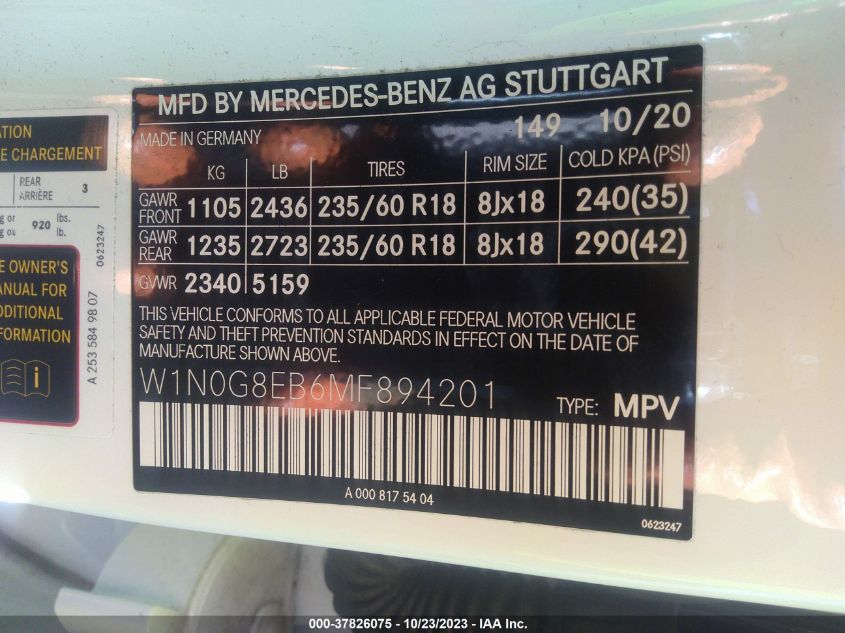 ATION
E CHARGEMENT
REAR
ARRIÈRE 3
g or 920 lbs.
g ou lb.
0623247
E OWNER'S
ANUAL FOR
DDITIONAL
FORMATION
A 253 584 98 07
MFD BY MERCEDES-BENZ AG STUTTGART
MADE IN GERMANY 149 10/20
KG LB TIRES RIM SIZE COLD KPA (PSI)
GAWR FRONT 1105 2436 235/60 R18 8Jx18 240(35)
GAWR REAR 1235 2723 235/60 R18 8Jx18 290(42)
GVWR 2340 5159
THIS VEHICLE CONFORMS TO ALL APPLICABLE FEDERAL MOTOR VEHICLE
SAFETY AND THEFT PREVENTION STANDARDS IN EFFECT ON THE DATE OF
MANUFACTURE SHOWN ABOVE.
W1N0G8EB6MF894201
TYPE: MPV
A 000 817 54 04
0623247
000-37826075 - 10/23/2023 - IAA Inc.